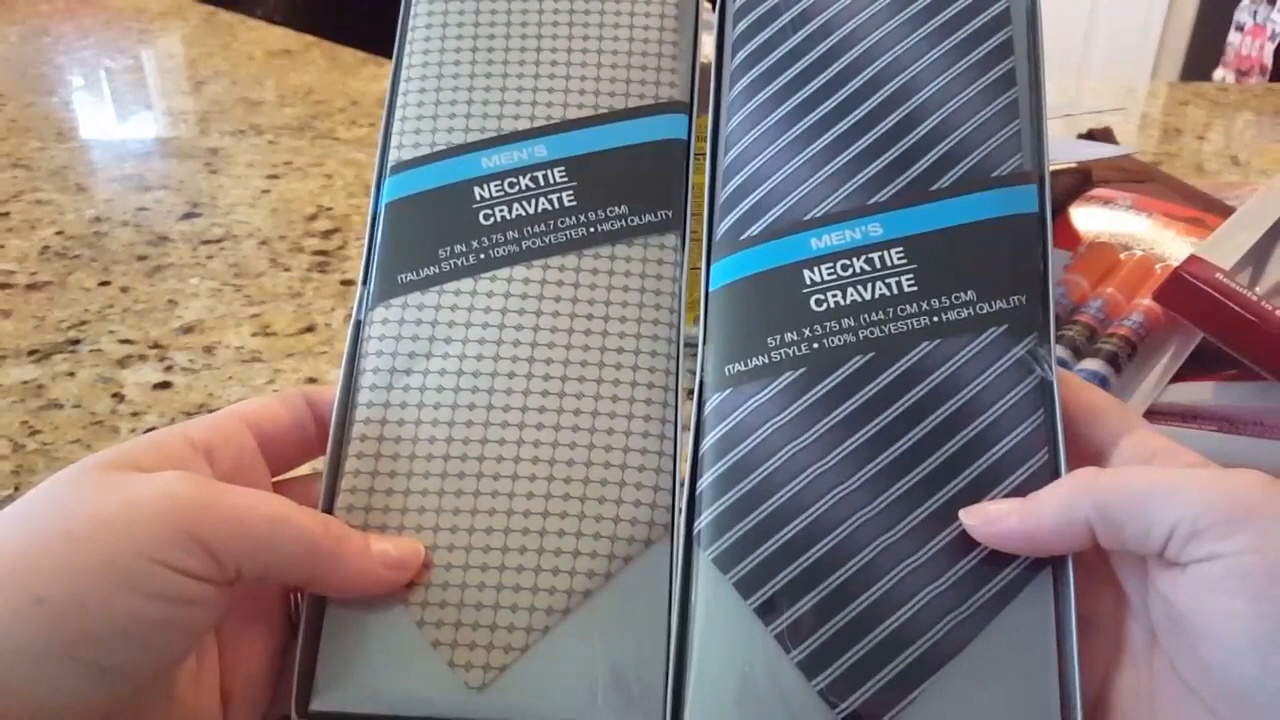 MEN'S
NECKTIE
CRAVATE
57 IN. X 3.75 IN. (144.7 CM X 9.5 CM)
ITALIAN STYLE • 100% POLYESTER • HIGH QUALITY
MEN'S
NECKTIE
CRAVATE
57 IN. X 3.75 IN. (144.7 CM X 9.5 CM)
ITALIAN STYLE • 100% POLYESTER • HIGH QUALITY
Results in